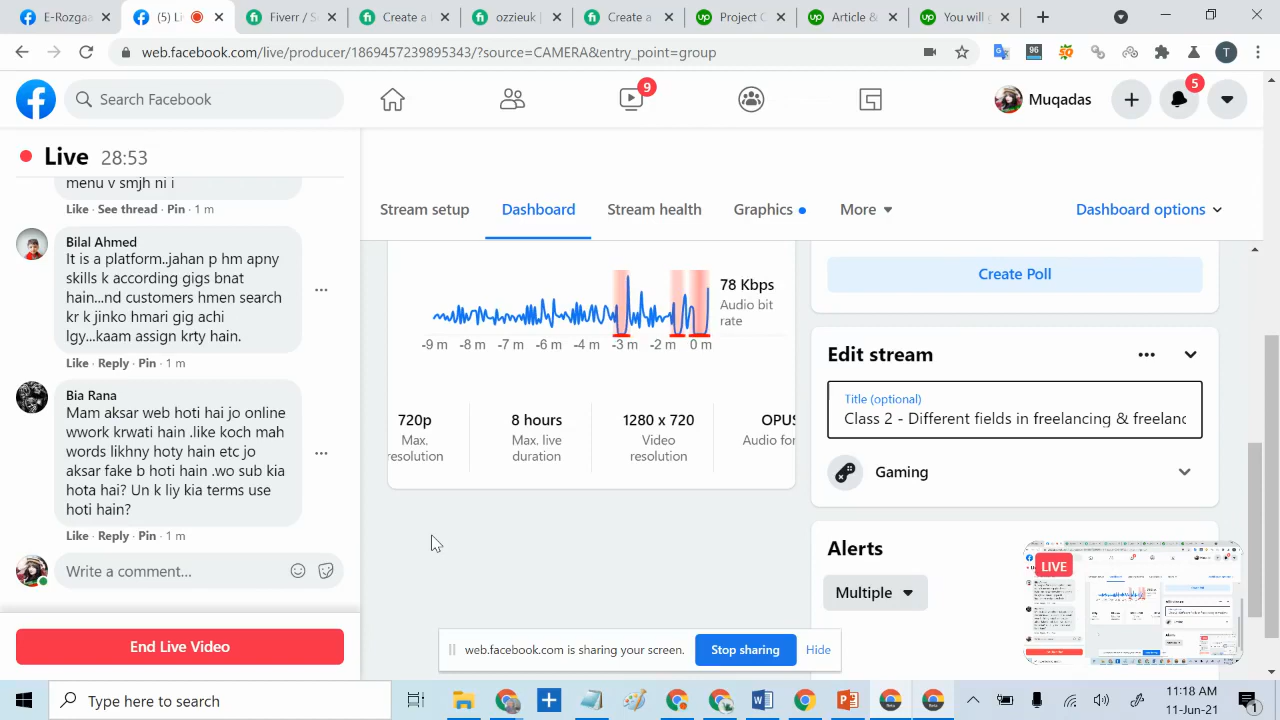 E-Rozgaa
(5) Li
Fiverr / S
Create a
ozzieuk
Create a
Project C
Article &
You will
web.facebook.com/live/producer/1869457239895343/?source=CAMERA&entry_point=group
96
T
Search Facebook
9
Muqadas
5
Live 28:53
menu v smjh ni i
Like · See thread · Pin · 1 m
Bilal Ahmed
It is a platform..jahan p hm apny
skills k according gigs bnat
hain...nd customers hmen search
kr k jinko hmari gig achi
lgy...kaam assign krty hain.
Like · Reply · Pin · 1 m
Bia Rana
Mam aksar web hoti hai jo online
wwork krwati hain .like koch mah
words likhny hoty hain etc jo
aksar fake b hoti hain .wo sub kia
hota hai? Un k liy kia terms use
hoti hain?
Like · Reply · Pin · 1 m
Write a comment...
End Live Video
Stream setup
Dashboard
Stream health
Graphics
More
Dashboard options
78 Kbps
Audio bit
rate
-9 m -8 m -7 m -6 m -4 m -3 m -2 m 0 m
720p
Max.
resolution
8 hours
Max. live
duration
1280 x 720
Video
resolution
OPUS
Audio for
Create Poll
Edit stream
Title (optional)
Class 2 - Different fields in freelancing & freelanc
Gaming
Alerts
Multiple
LIVE
web.facebook.com is sharing your screen.
Stop sharing
Hide
Type here to search
11:18 AM
11-Jun-21
1